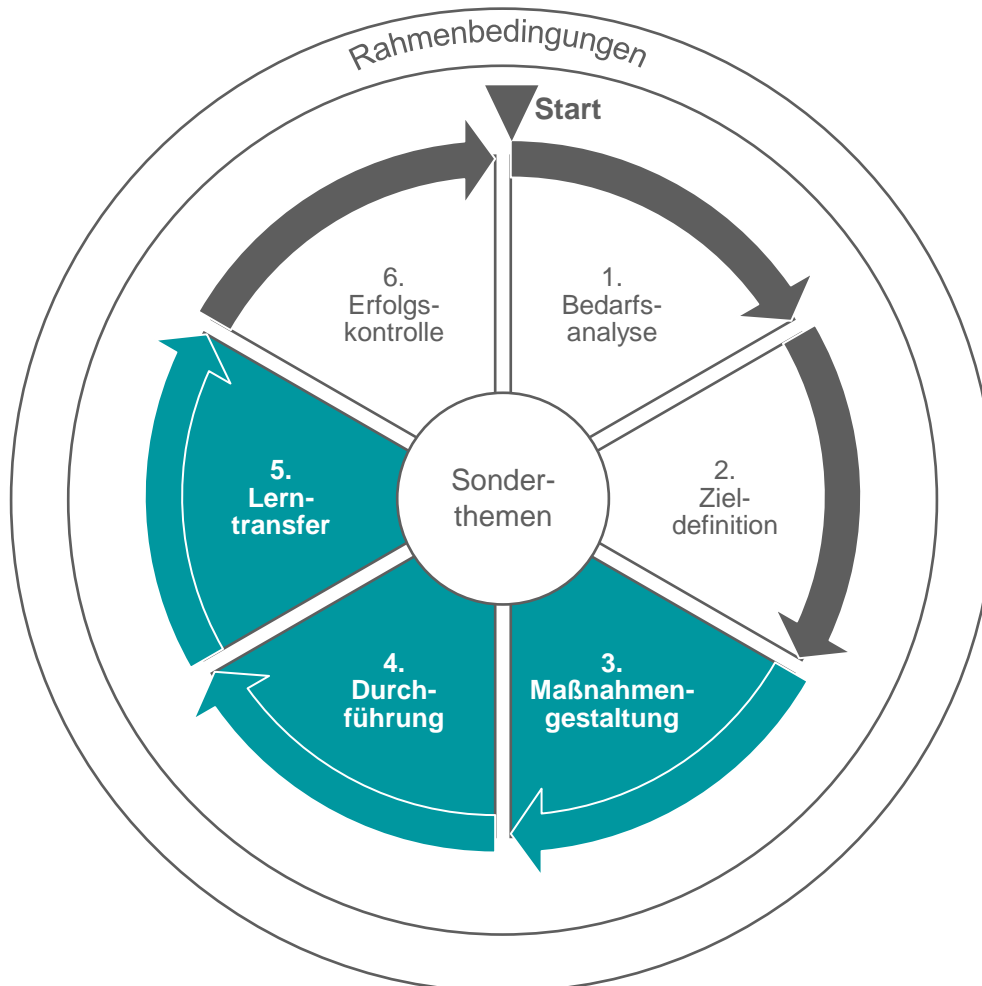 Rahmenbedingungen
Start
1.
Bedarfs-
analyse
2.
Ziel-
definition
3.
Maßnahmen-
gestaltung
4.
Durch-
führung
5.
Lern-
transfer
6.
Erfolgs-
kontrolle
Sonder-
themen